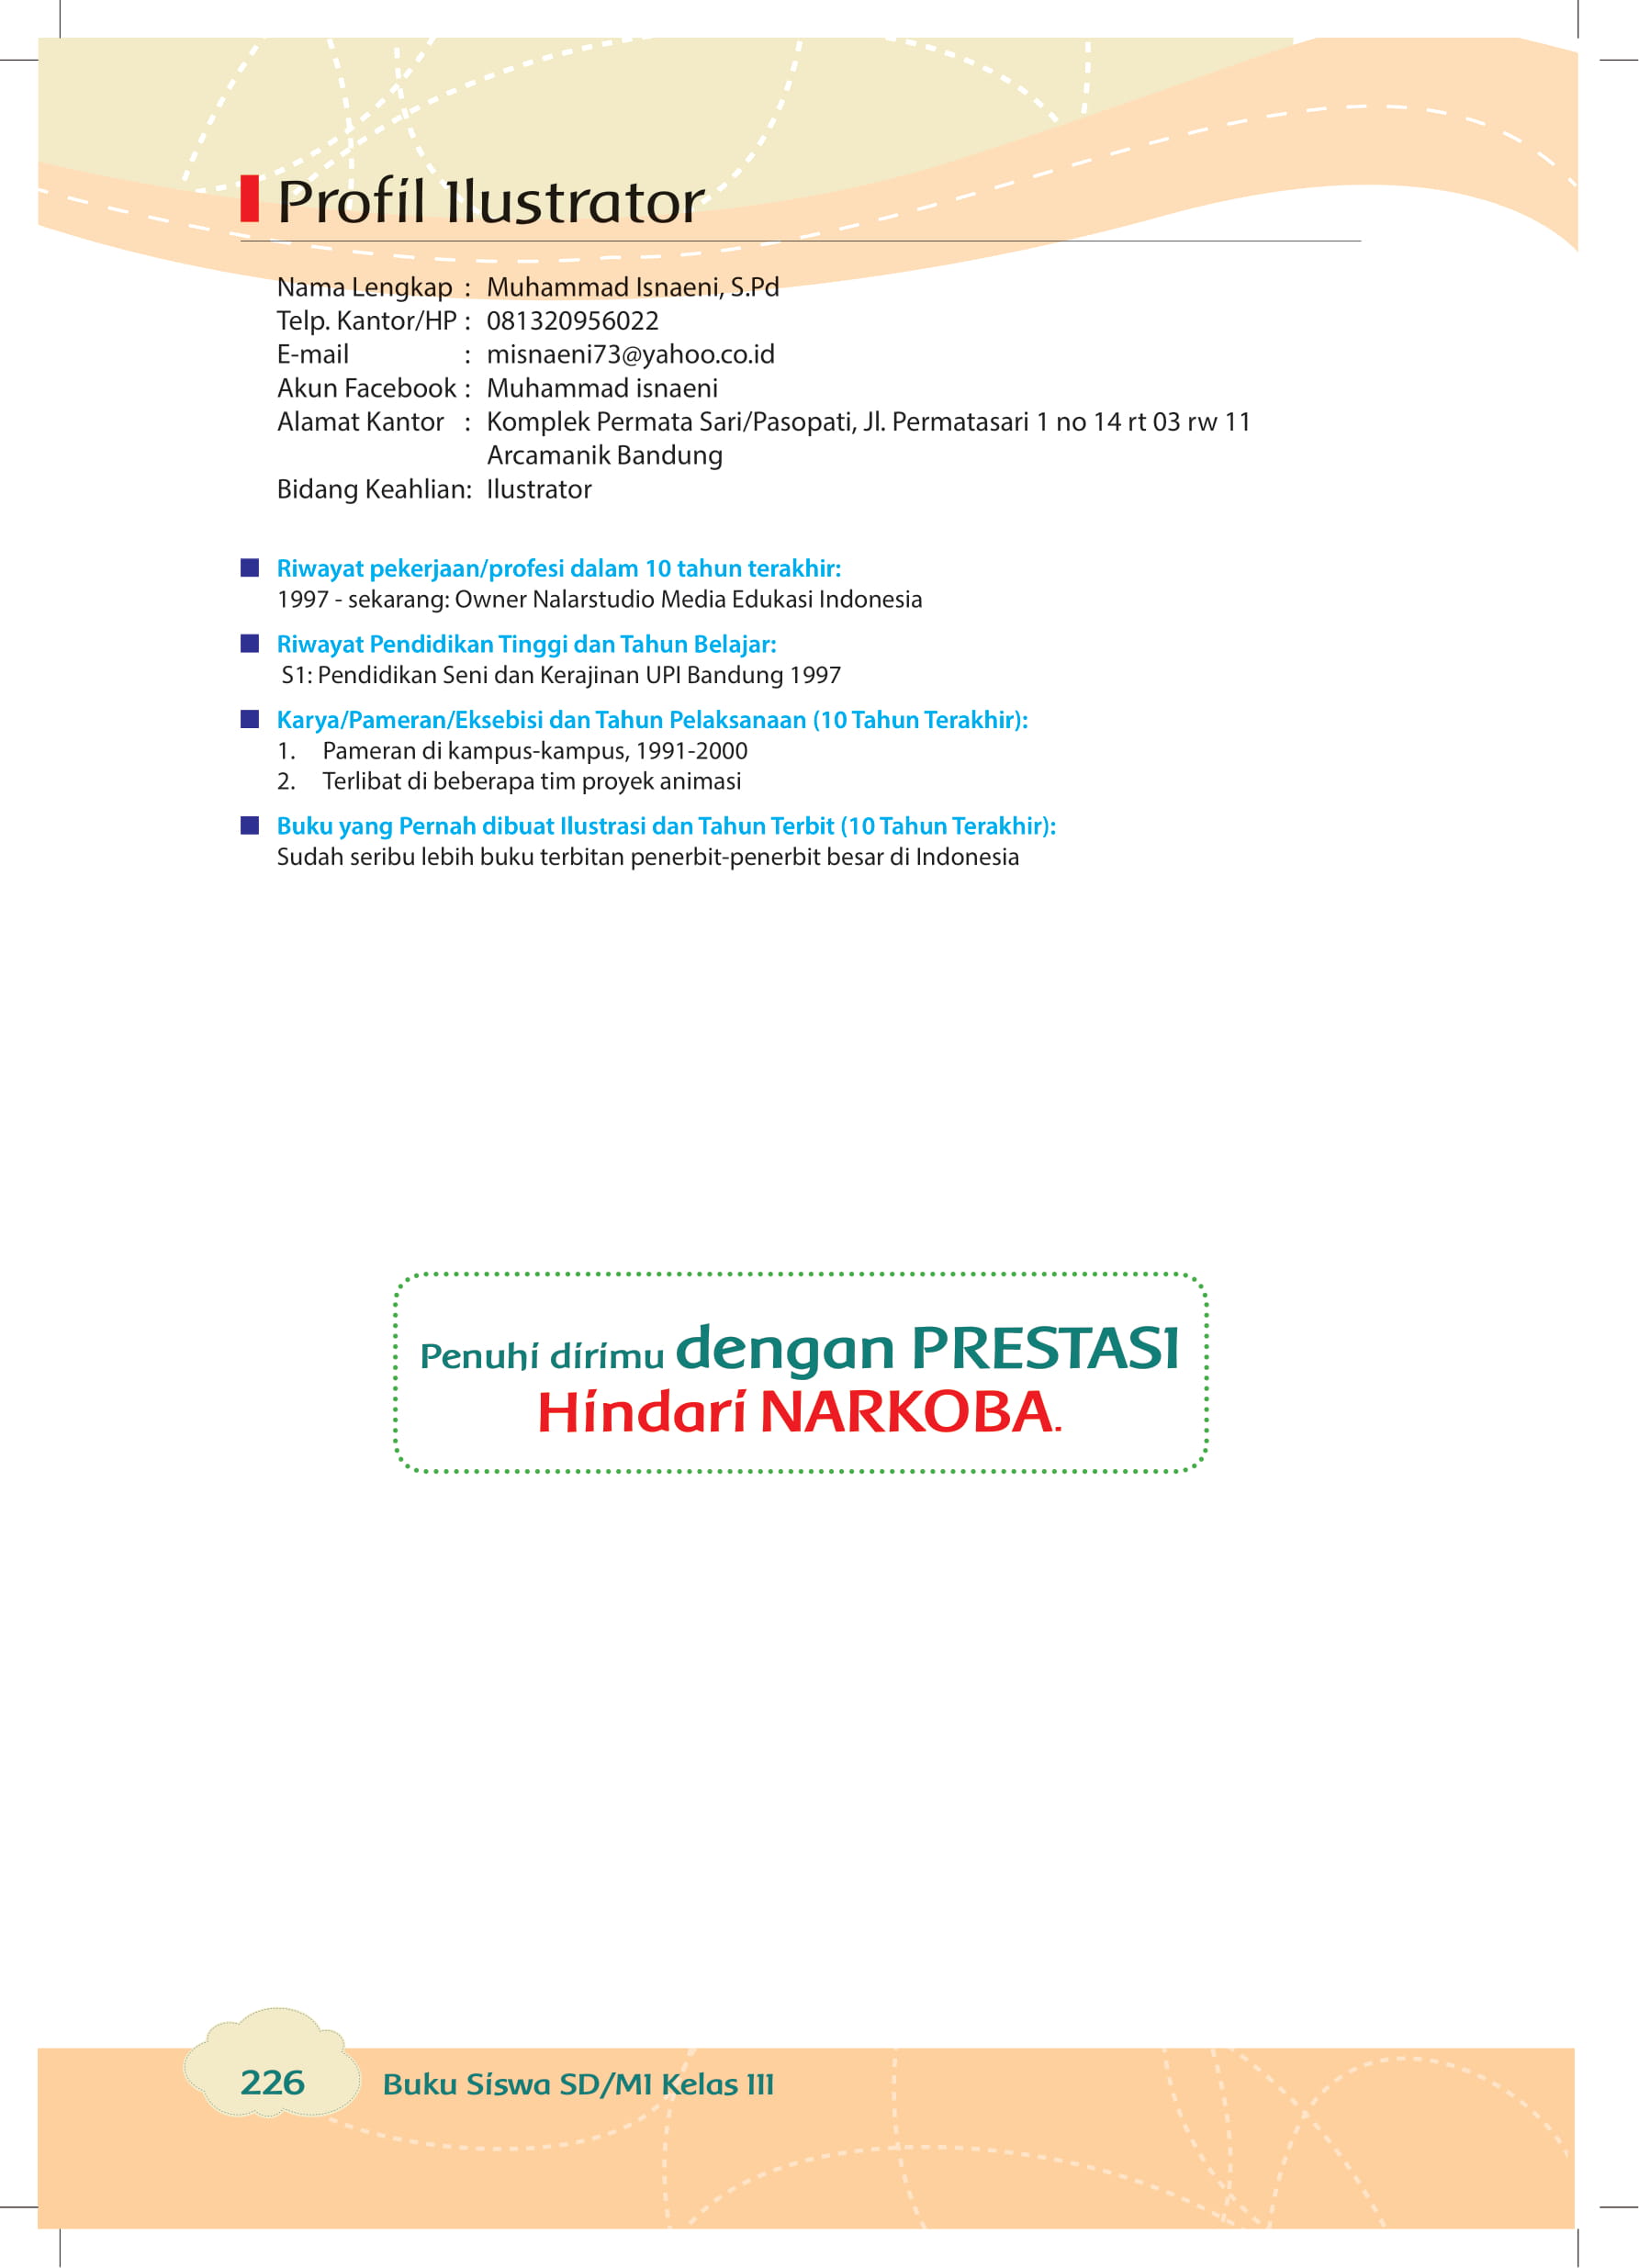 Profil Ilustrator
Nama Lengkap : Muhammad Isnaeni, S.Pd
Telp. Kantor/HP : 081320956022
E-mail : misnaeni73@yahoo.co.id
Akun Facebook : Muhammad isnaeni
Alamat Kantor : Komplek Permata Sari/Pasopati, Jl. Permatasari 1 no 14 rt 03 rw 11
Arcamanik Bandung
Bidang Keahlian: Ilustrator
Riwayat pekerjaan/profesi dalam 10 tahun terakhir:
1997 - sekarang: Owner Nalarstudio Media Edukasi Indonesia
Riwayat Pendidikan Tinggi dan Tahun Belajar:
S1: Pendidikan Seni dan Kerajinan UPI Bandung 1997
Karya/Pameran/Eksebisi dan Tahun Pelaksanaan (10 Tahun Terakhir):
1. Pameran di kampus-kampus, 1991-2000
2. Terlibat di beberapa tim proyek animasi
Buku yang Pernah dibuat Ilustrasi dan Tahun Terbit (10 Tahun Terakhir):
Sudah seribu lebih buku terbitan penerbit-penerbit besar di Indonesia
Penuhi dirimu dengan PRESTASI
Hindari NARKOBA.
226 Buku Siswa SD/MI Kelas III